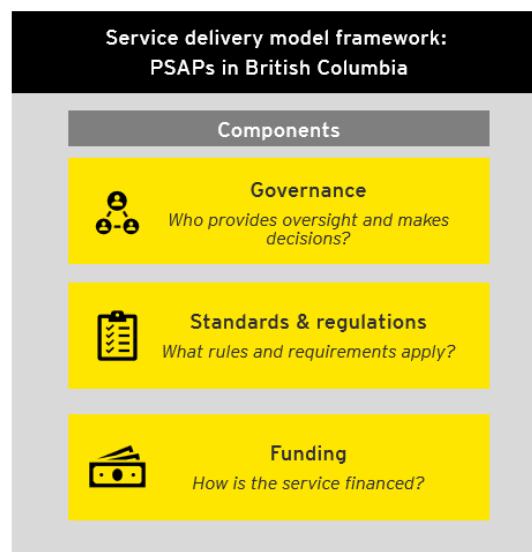 Service delivery model framework:
PSAPs in British Columbia
Components
Governance
Who provides oversight and makes
decisions?
Standards & regulations
What rules and requirements apply?
Funding
How is the service financed?